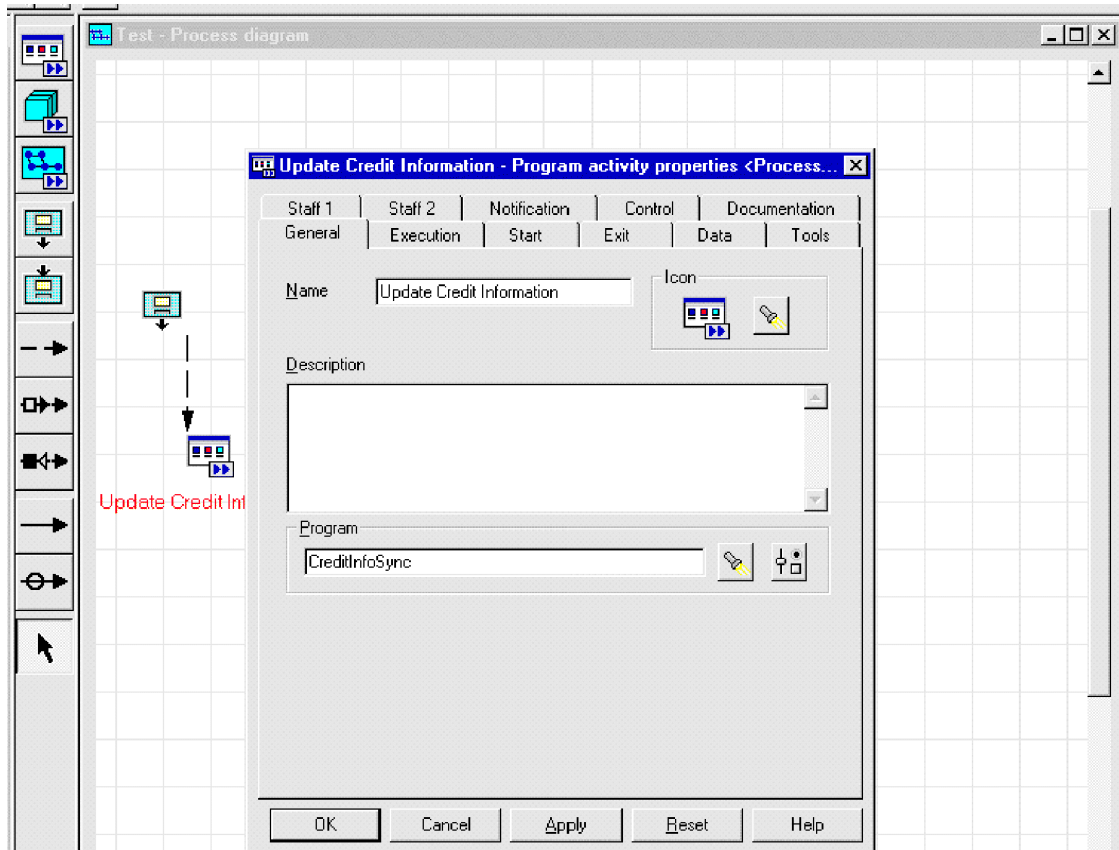 Test - Process diagram
Update Credit Information - Program activity properties <Process...
Staff 1 Staff 2 Notification Control Documentation
General Execution Start Exit Data Tools
Name Update Credit Information Icon
Description
Update Credit Inf
Program
CreditInfoSync
OK Cancel Apply Reset Help